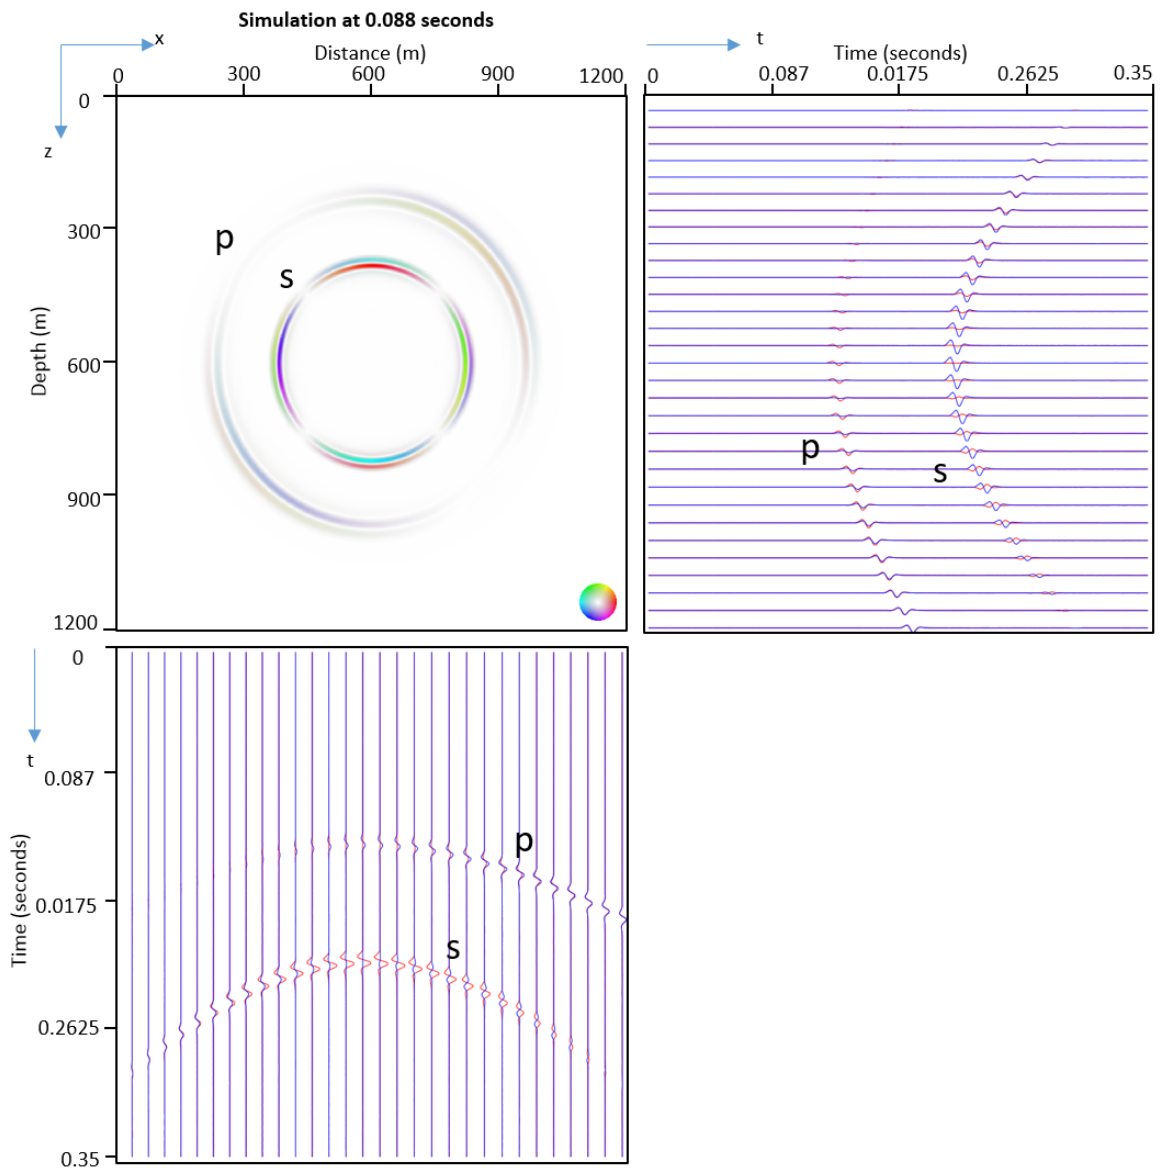 Simulation at 0.088 seconds
x
Distance (m)
0 300 600 900 1200
z
0
300
600
900
1200
Depth (m)
p
s
t
Time (seconds)
0 0.087 0.0175 0.2625 0.35
p
s
t
0
0.087
0.0175
0.2625
0.35
Time (seconds)
p
s